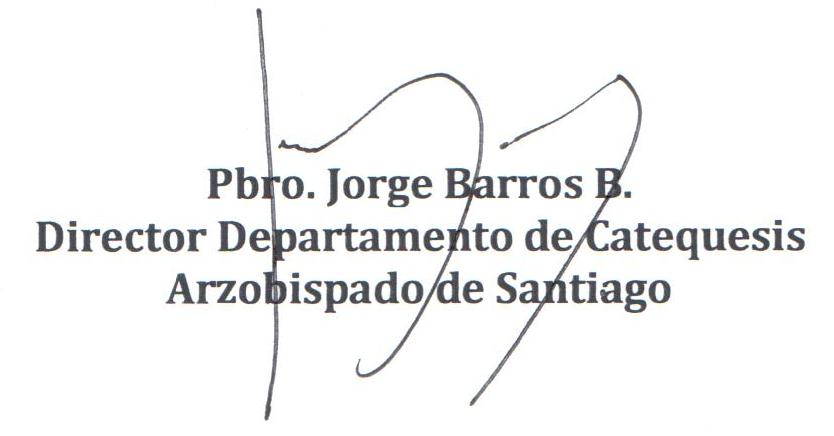 Pbro. Jorge Barros B.
Director Departamento de Catequesis
Arzobispado de Santiago